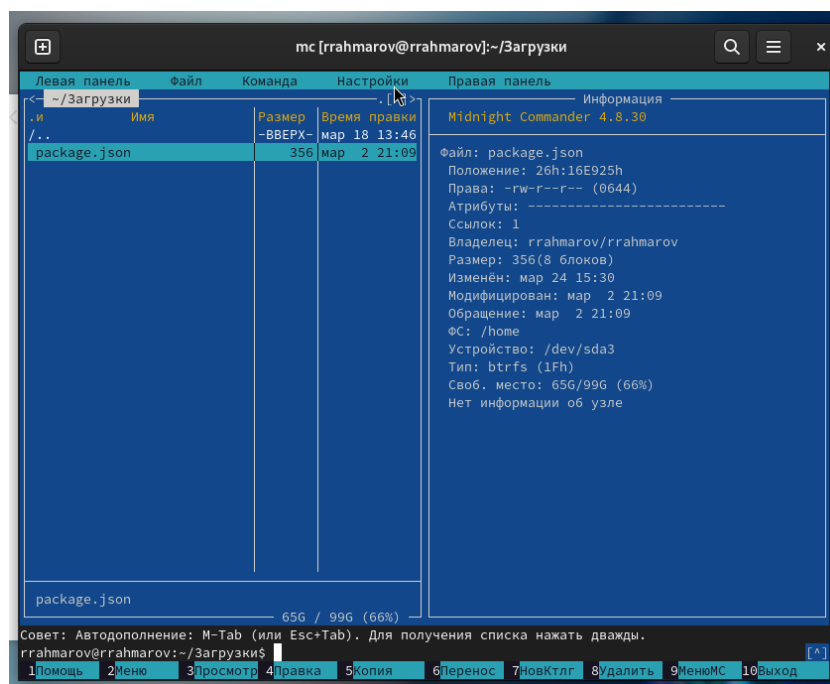 mc [rrahmarov@rrahmarov]:~/Загрузки
Левая панель Файл Команда Настройки Правая панель
<— ~/Загрузки .[ ]>
.и Имя Размер Время правки
/.. -ВВЕРХ- мар 18 13:46
package.json 356 мар 2 21:09
package.json
65G / 99G (66%)
Информация
Midnight Commander 4.8.30
Файл: package.json
Положение: 26h:16E925h
Права: -rw-r--r-- (0644)
Атрибуты: -------------------------
Ссылок: 1
Владелец: rrahmarov/rrahmarov
Размер: 356(8 блоков)
Изменён: мар 24 15:30
Модифицирован: мар 2 21:09
Обращение: мар 2 21:09
ФС: /home
Устройство: /dev/sda3
Тип: btrfs (1Fh)
Своб. место: 65G/99G (66%)
Нет информации об узле
Совет: Автодополнение: M-Tab (или Esc+Tab). Для получения списка нажать дважды.
rrahmarov@rrahmarov:~/Загрузки$ [^]
1Помощь 2Меню 3Просмотр 4Правка 5Копия 6Перенос 7НовКтлг 8Удалить 9МенюMC 10Выход